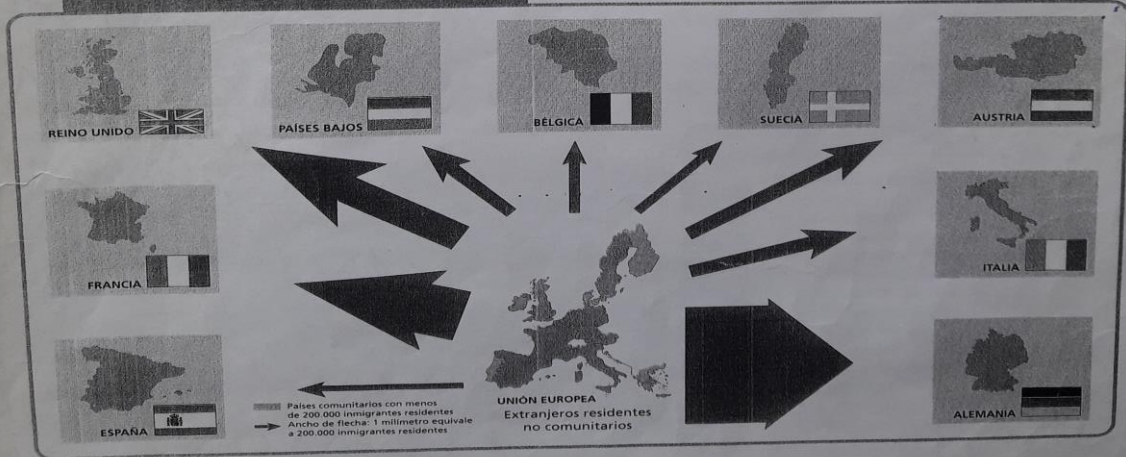 REINO UNIDO
PAÍSES BAJOS
BÉLGICA
SUECIA
AUSTRIA
FRANCIA
ITALIA
ESPAÑA
Países comunitarios con menos
de 200.000 inmigrantes residentes
Ancho de flecha: 1 milímetro equivale
a 200.000 inmigrantes residentes
UNIÓN EUROPEA
Extranjeros residentes
no comunitarios
ALEMANIA